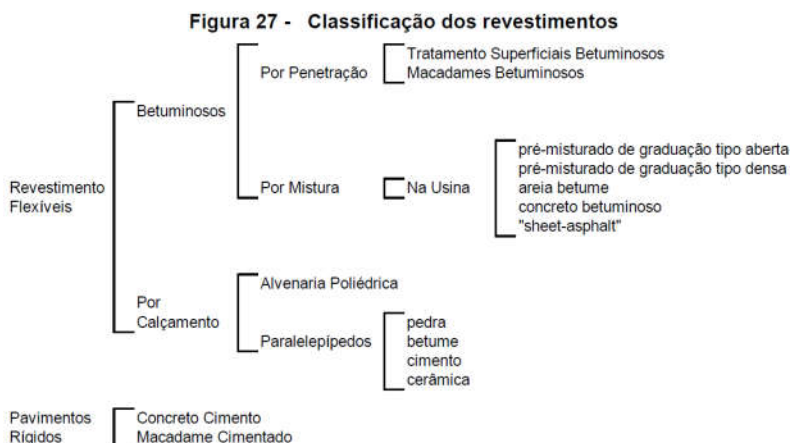 Figura 27 - Classificação dos revestimentos
Revestimento
Flexíveis
Betuminosos
Por Penetração
Tratamento Superficiais Betuminosos
Macadames Betuminosos
Por Mistura
Na Usina
pré-misturado de graduação tipo aberta
pré-misturado de graduação tipo densa
areia betume
concreto betuminoso
"sheet-asphalt"
Por
Calçamento
Alvenaria Poliédrica
Paralelepípedos
pedra
betume
cimento
cerâmica
Pavimentos
Rígidos
Concreto Cimento
Macadame Cimentado